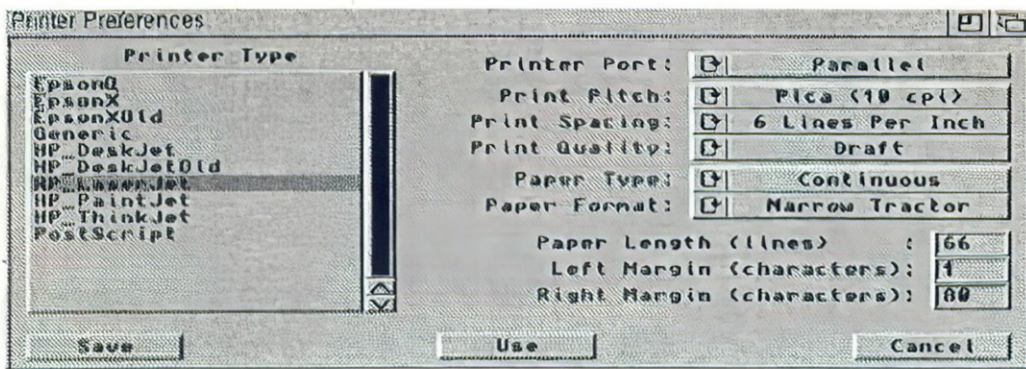 Printer Preferences
Printer Type
EpsonQ
EpsonX
EpsonXOld
Generic
HP_DeskJet
HP_DeskJetOld
HP_LaserJet
HP_PaintJet
HP_ThinkJet
PostScript
Printer Port: Parallel
Print Pitch: Pica (10 cpi)
Print Spacing: 6 Lines Per Inch
Print Quality: Draft
Paper Type: Continuous
Paper Format: Narrow Tractor
Paper Length (lines) : 66
Left Margin (characters): 1
Right Margin (characters): 80
Save Use Cancel